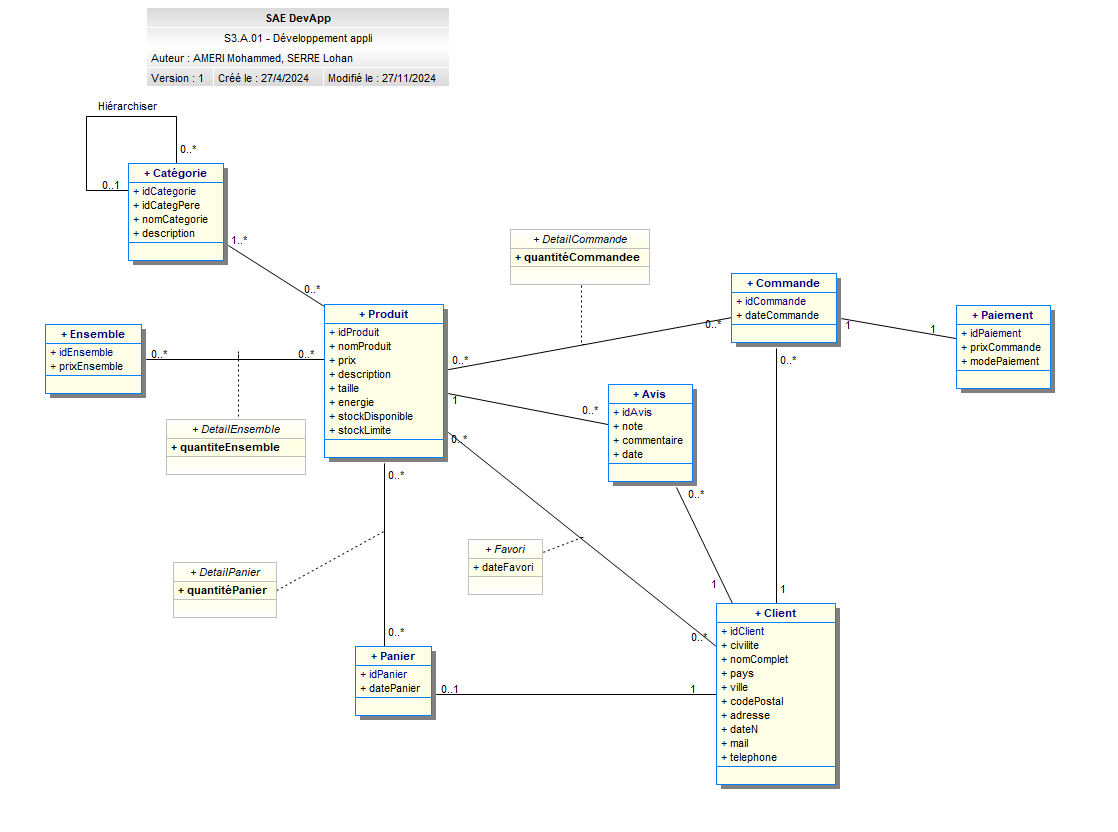 SAE DevApp
S3.A.01 - Développement appli
Auteur : AMERI Mohammed, SERRE Lohan
Version : 1 Créé le : 27/4/2024 Modifié le : 27/11/2024
Hiérarchiser
0..*
0..1
+ Catégorie
+ idCategorie
+ idCategPere
+ nomCategorie
+ description
1..*
0..*
+ DetailCommande
+ quantitéCommandee
+ Commande
+ idCommande
+ dateCommande
0..*
1
1
0..*
+ Paiement
+ idPaiement
+ prixCommande
+ modePaiement
+ Ensemble
+ idEnsemble
+ prixEnsemble
0..*
0..*
+ Produit
+ idProduit
+ nomProduit
+ prix
+ description
+ taille
+ energie
+ stockDisponible
+ stockLimite
0..*
1
0..*
0..*
0..*
+ Avis
+ idAvis
+ note
+ commentaire
+ date
0..*
+ DetailEnsemble
+ quantiteEnsemble
+ DetailPanier
+ quantitéPanier
+ Favori
+ dateFavori
1
1
0..*
0..*
+ Client
+ idClient
+ civilite
+ nomComplet
+ pays
+ ville
+ codePostal
+ adresse
+ dateN
+ mail
+ telephone
+ Panier
+ idPanier
+ datePanier
0..1
1